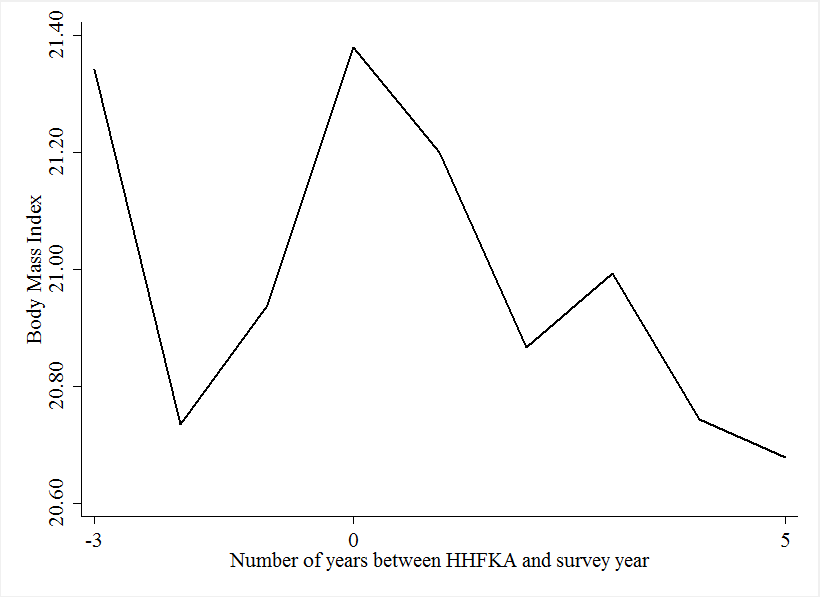 21.40
21.20
21.00
20.80
20.60
Body Mass Index
-3 0 5
Number of years between HHFKA and survey year